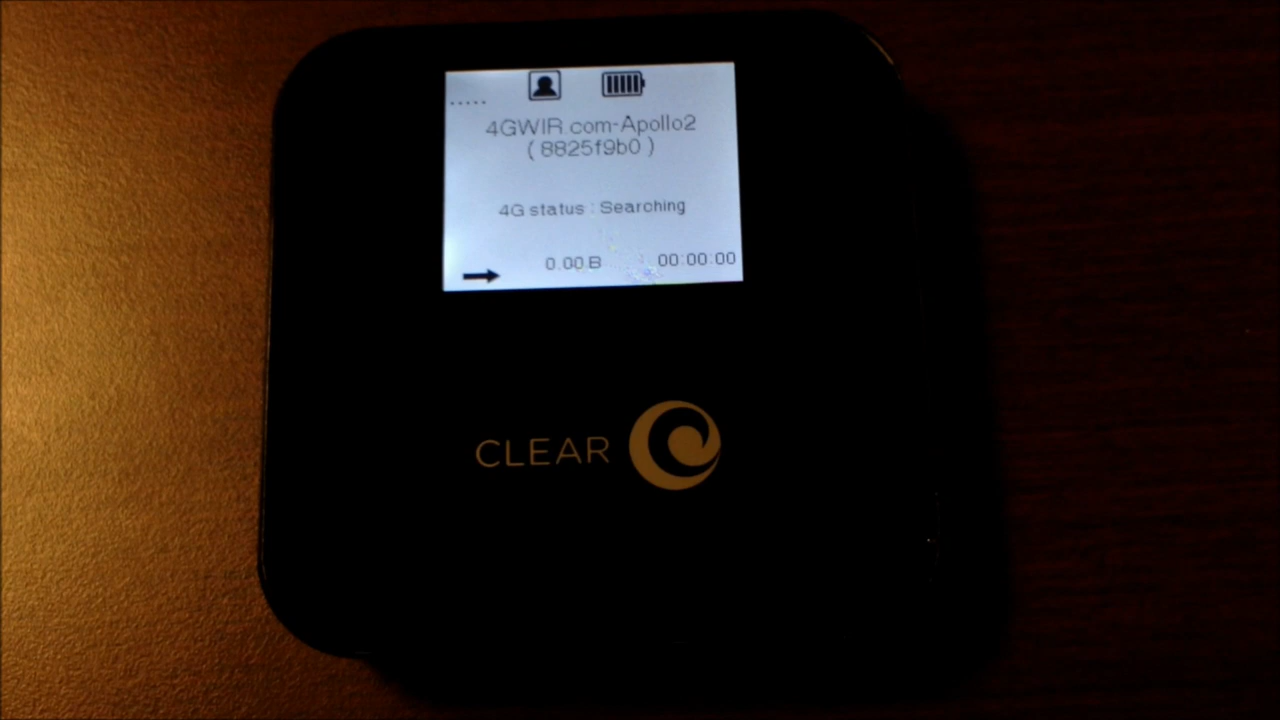 4GWIR.com-Apollo2
( 8825f9b0 )
4G status : Searching
0.00 B 00:00:00
CLEAR